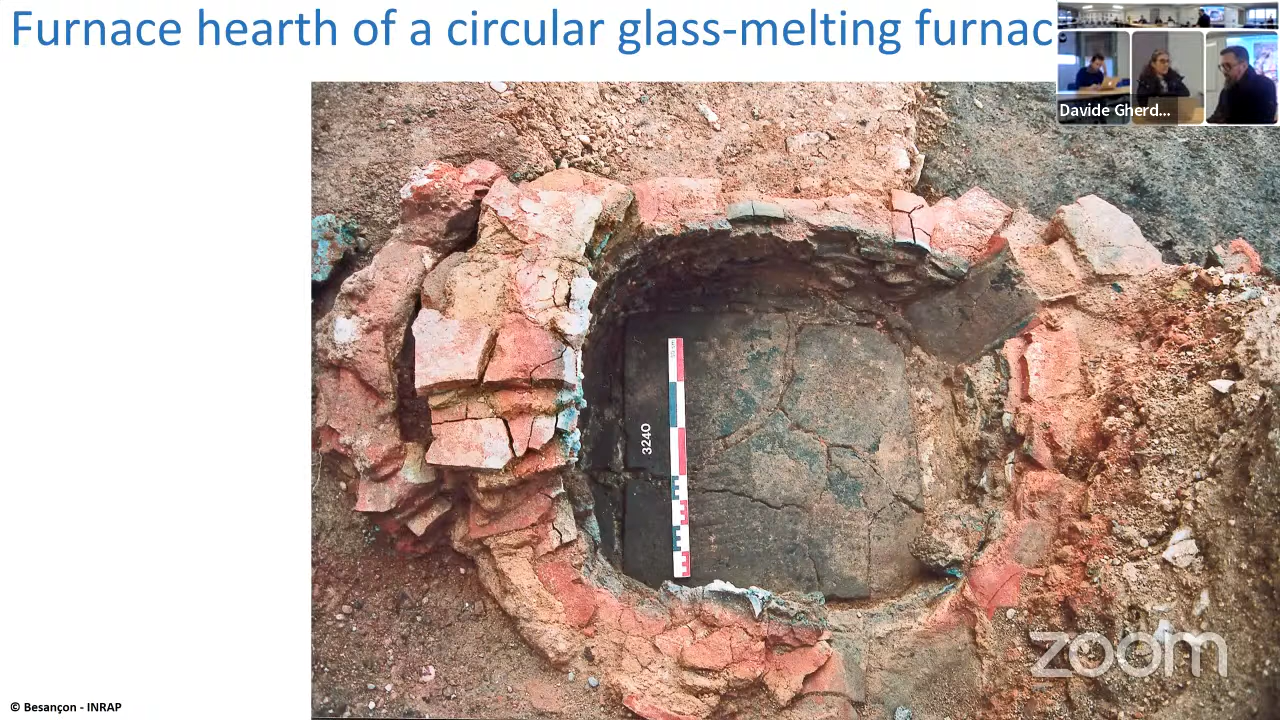 Furnace hearth of a circular glass-melting furnac
Davide Gherd...
3240
zoom
© Besançon - INRAP